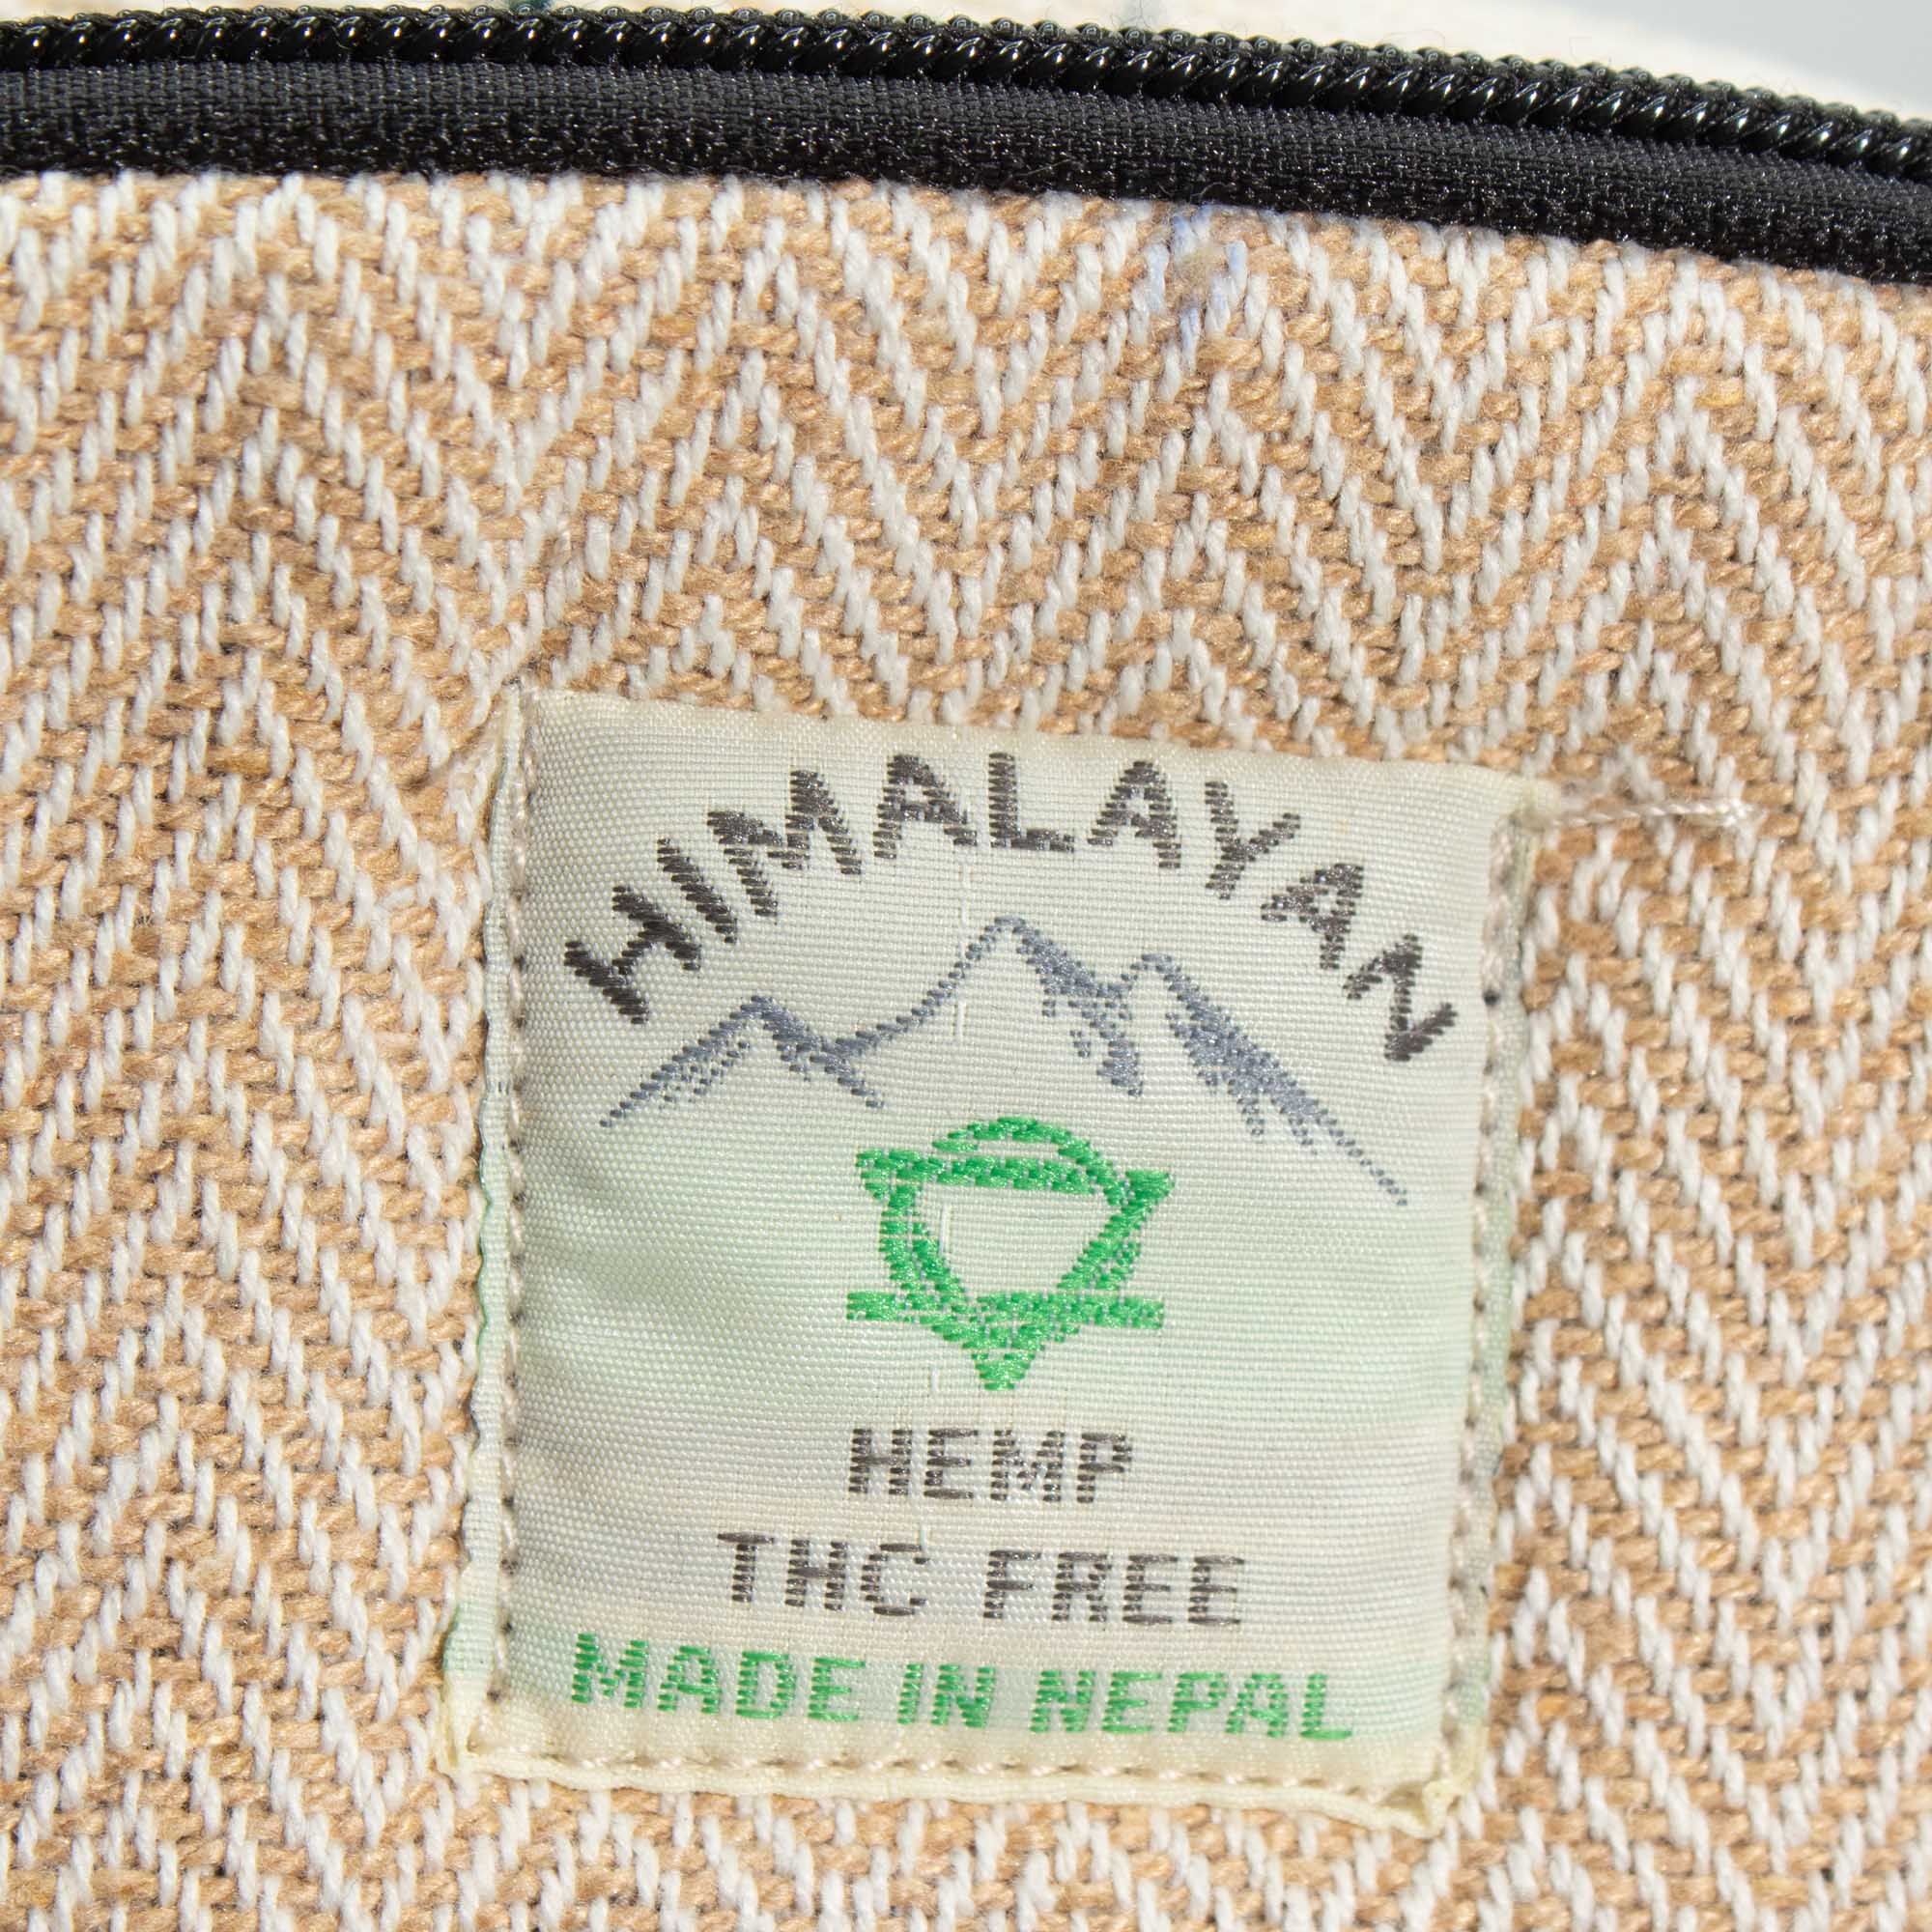 HIMALAYAN
HEMP
THC FREE
MADE IN NEPAL